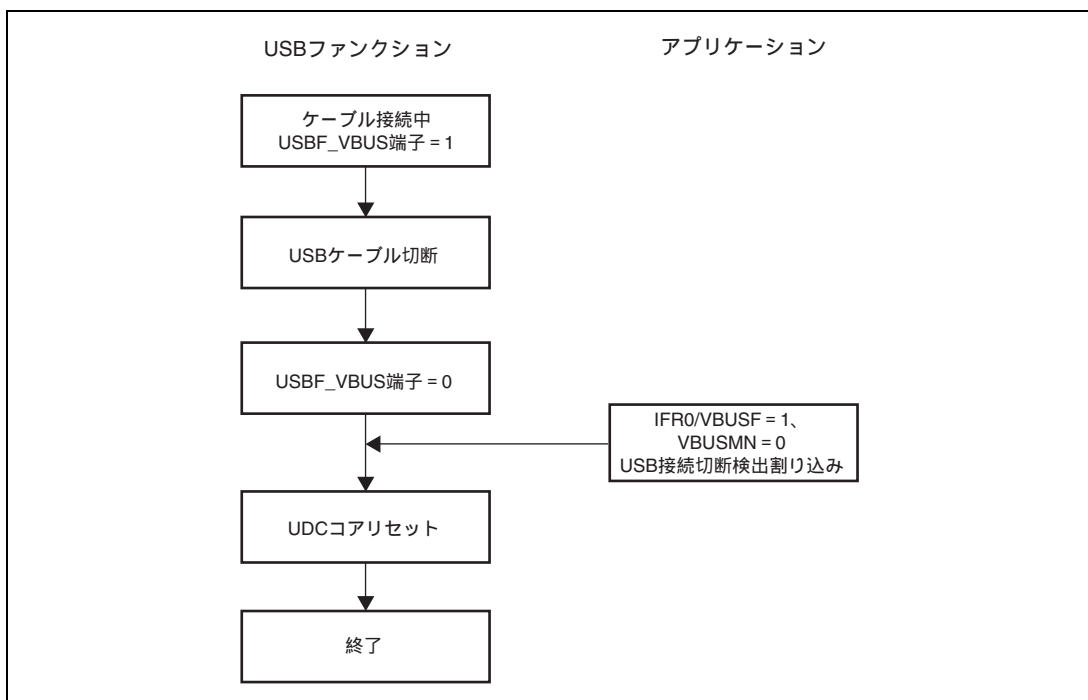 USBファンクション
アプリケーション
ケーブル接続中
USBF_VBUS端子 = 1
USBケーブル切断
USBF_VBUS端子 = 0
IFR0/VBUSF = 1、
VBUSMN = 0
USB接続切断検出割り込み
UDCコアリセット
終了